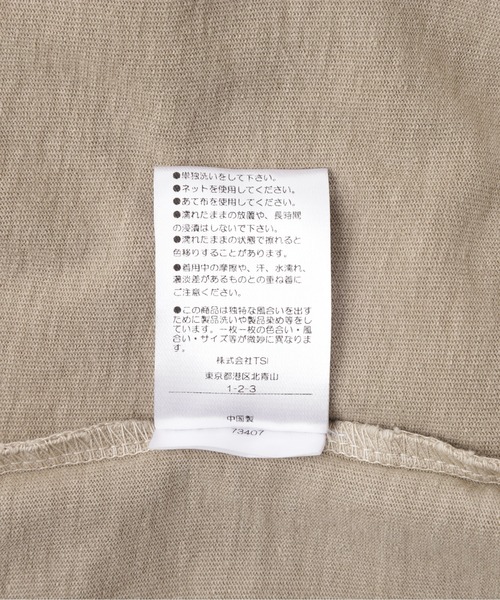 ●単独洗いをして下さい。
●ネットを使用してください。
●あて布を使用してください。
●濡れたままの放置や、長時間
の浸漬はしないで下さい。
●濡れたままの状態で擦れると
色移りすることがあります。
●着用中の摩擦や、汗、水濡れ、
濃淡差があるものとの重ね着に
ご注意ください。
●この商品は独特な風合いを出す
ために製品洗いや製品染め等をし
ています。一枚一枚の色合い・風
合い・サイズ等が微妙に異なりま
す。
株式会社TSI
東京都港区北青山
1-2-3
中国製
73407